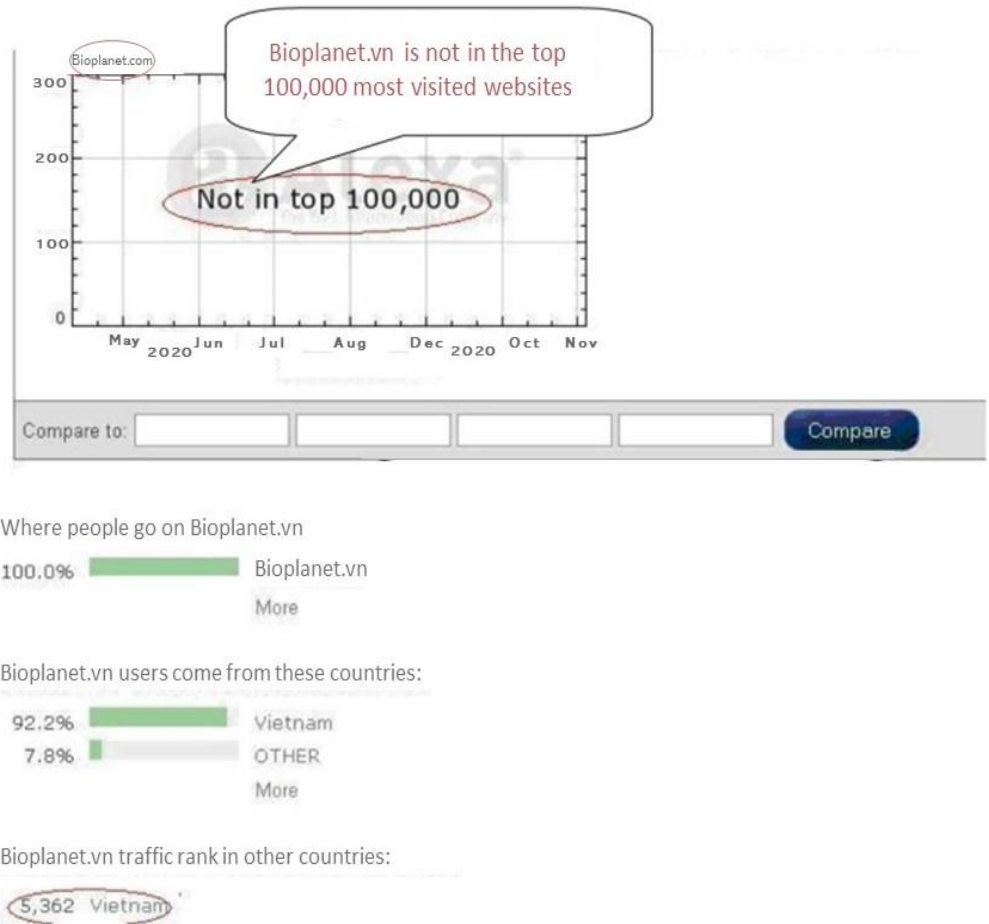 Bioplanet.com
Bioplanet.vn is not in the top
100,000 most visited websites
300
200
100
0
Alexa
Not in top 100,000
May 2020 Jun Jul Aug Dec 2020 Oct Nov
Compare to:
Compare
Where people go on Bioplanet.vn
100.0% Bioplanet.vn
More
Bioplanet.vn users come from these countries:
92.2% Vietnam
7.8% OTHER
More
Bioplanet.vn traffic rank in other countries:
5,362 Vietnam